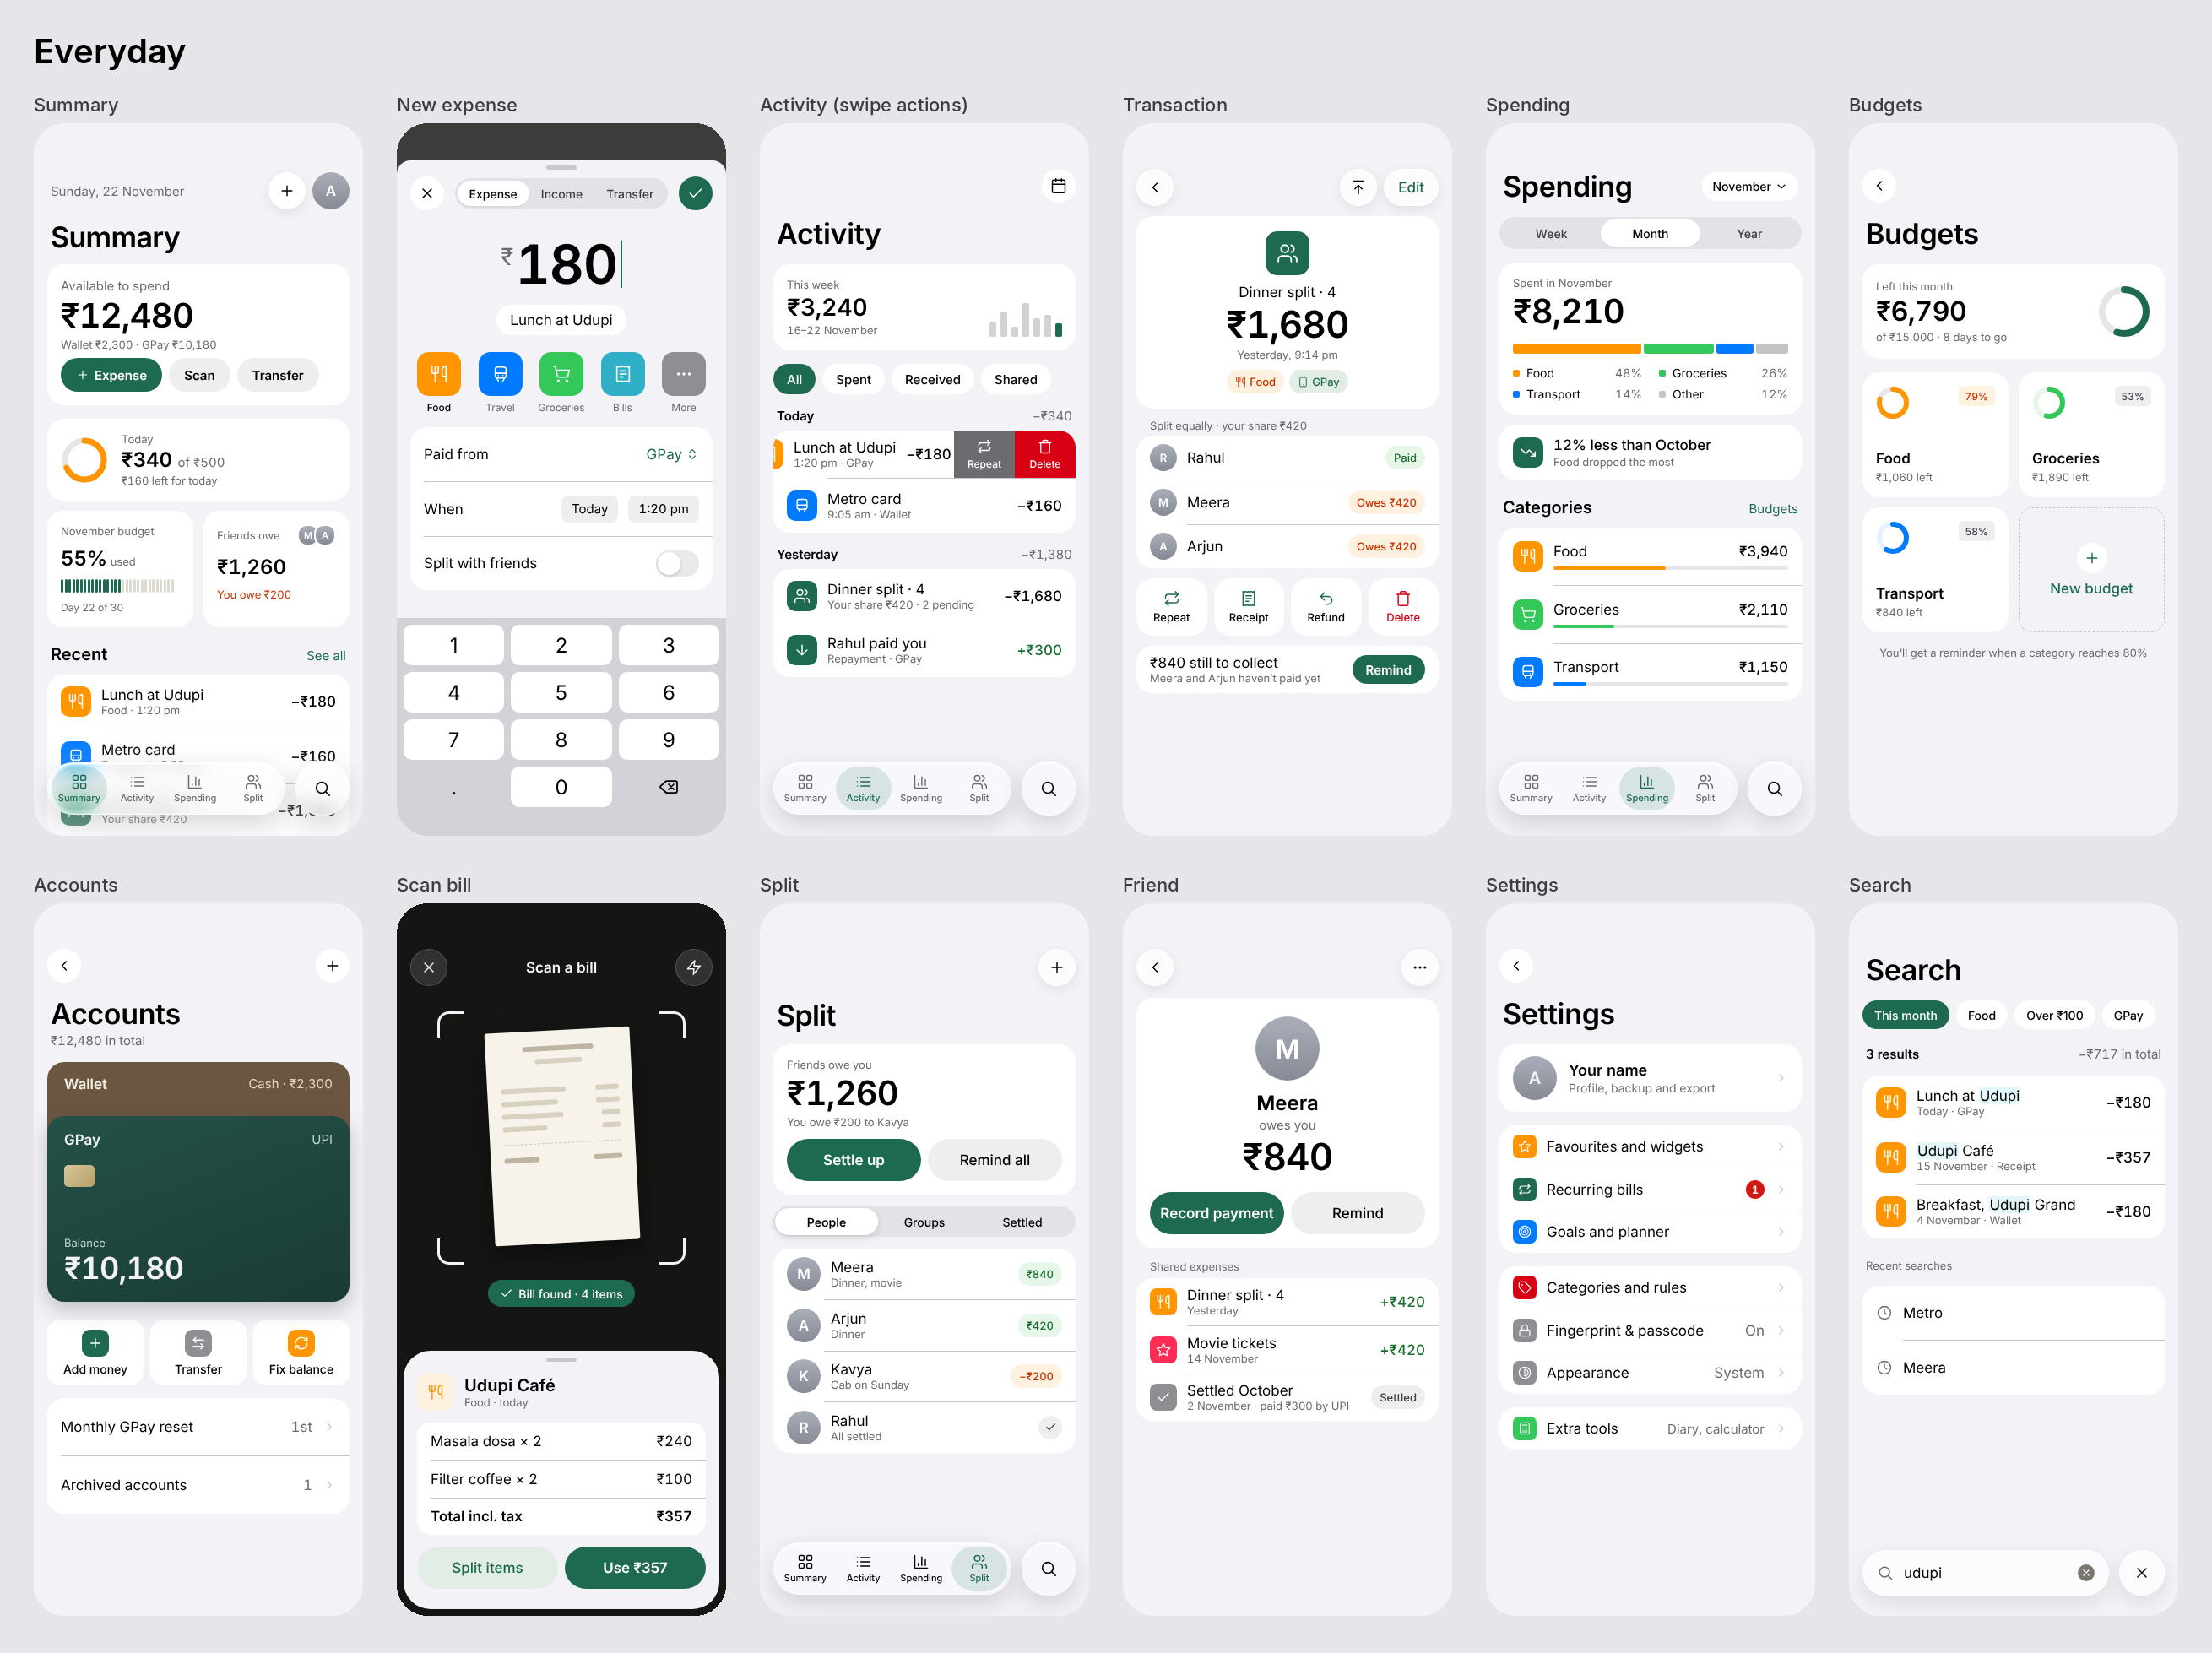 Everyday
Summary
Sunday, 22 November
A
Summary
Available to spend
₹12,480
Wallet ₹2,300 · GPay ₹10,180
+ Expense
Scan
Transfer
Today
₹340 of ₹500
₹160 left for today
November budget
55% used
Day 22 of 30
Friends owe
M A
₹1,260
You owe ₹200
Recent
See all
Lunch at Udupi
Food · 1:20 pm
−₹180
Metro card
−₹160
Your share ₹420
Summary
Activity
Spending
Split
New expense
Expense
Income
Transfer
₹180
Lunch at Udupi
Food
Travel
Groceries
Bills
More
Paid from
GPay
When
Today
1:20 pm
Split with friends
1 2 3
4 5 6
7 8 9
. 0
Activity (swipe actions)
Activity
This week
₹3,240
16–22 November
All
Spent
Received
Shared
Today
−₹340
Lunch at Udupi
1:20 pm · GPay
−₹180
Repeat
Delete
Metro card
9:05 am · Wallet
−₹160
Yesterday
−₹1,380
Dinner split · 4
Your share ₹420 · 2 pending
−₹1,680
Rahul paid you
Repayment · GPay
+₹300
Summary
Activity
Spending
Split
Transaction
Edit
Dinner split · 4
₹1,680
Yesterday, 9:14 pm
Food
GPay
Split equally · your share ₹420
R
Rahul
Paid
M
Meera
Owes ₹420
A
Arjun
Owes ₹420
Repeat
Receipt
Refund
Delete
₹840 still to collect
Meera and Arjun haven't paid yet
Remind
Spending
Spending
November
Week
Month
Year
Spent in November
₹8,210
Food 48%
Groceries 26%
Transport 14%
Other 12%
12% less than October
Food dropped the most
Categories
Budgets
Food
₹3,940
Groceries
₹2,110
Transport
₹1,150
Summary
Activity
Spending
Split
Budgets
Budgets
Left this month
₹6,790
of ₹15,000 · 8 days to go
79%
Food
₹1,060 left
53%
Groceries
₹1,890 left
58%
Transport
₹840 left
+
New budget
You'll get a reminder when a category reaches 80%
Accounts
Accounts
₹12,480 in total
Wallet
Cash · ₹2,300
GPay
UPI
Balance
₹10,180
Add money
Transfer
Fix balance
Monthly GPay reset
1st
Archived accounts
1
Scan bill
Scan a bill
Bill found · 4 items
Udupi Café
Food · today
Masala dosa × 2
₹240
Filter coffee × 2
₹100
Total incl. tax
₹357
Split items
Use ₹357
Split
Split
Friends owe you
₹1,260
You owe ₹200 to Kavya
Settle up
Remind all
People
Groups
Settled
M
Meera
Dinner, movie
₹840
A
Arjun
Dinner
₹420
K
Kavya
Cab on Sunday
−₹200
R
Rahul
All settled
Summary
Activity
Spending
Split
Friend
M
Meera
owes you
₹840
Record payment
Remind
Shared expenses
Dinner split · 4
Yesterday
+₹420
Movie tickets
14 November
+₹420
Settled October
2 November · paid ₹300 by UPI
Settled
Settings
Settings
A
Your name
Profile, backup and export
Favourites and widgets
Recurring bills
1
Goals and planner
Categories and rules
Fingerprint & passcode
On
Appearance
System
Extra tools
Diary, calculator
Search
Search
This month
Food
Over ₹100
GPay
3 results
−₹717 in total
Lunch at Udupi
Today · GPay
−₹180
Udupi Café
15 November · Receipt
−₹357
Breakfast, Udupi Grand
4 November · Wallet
−₹180
Recent searches
Metro
Meera
udupi